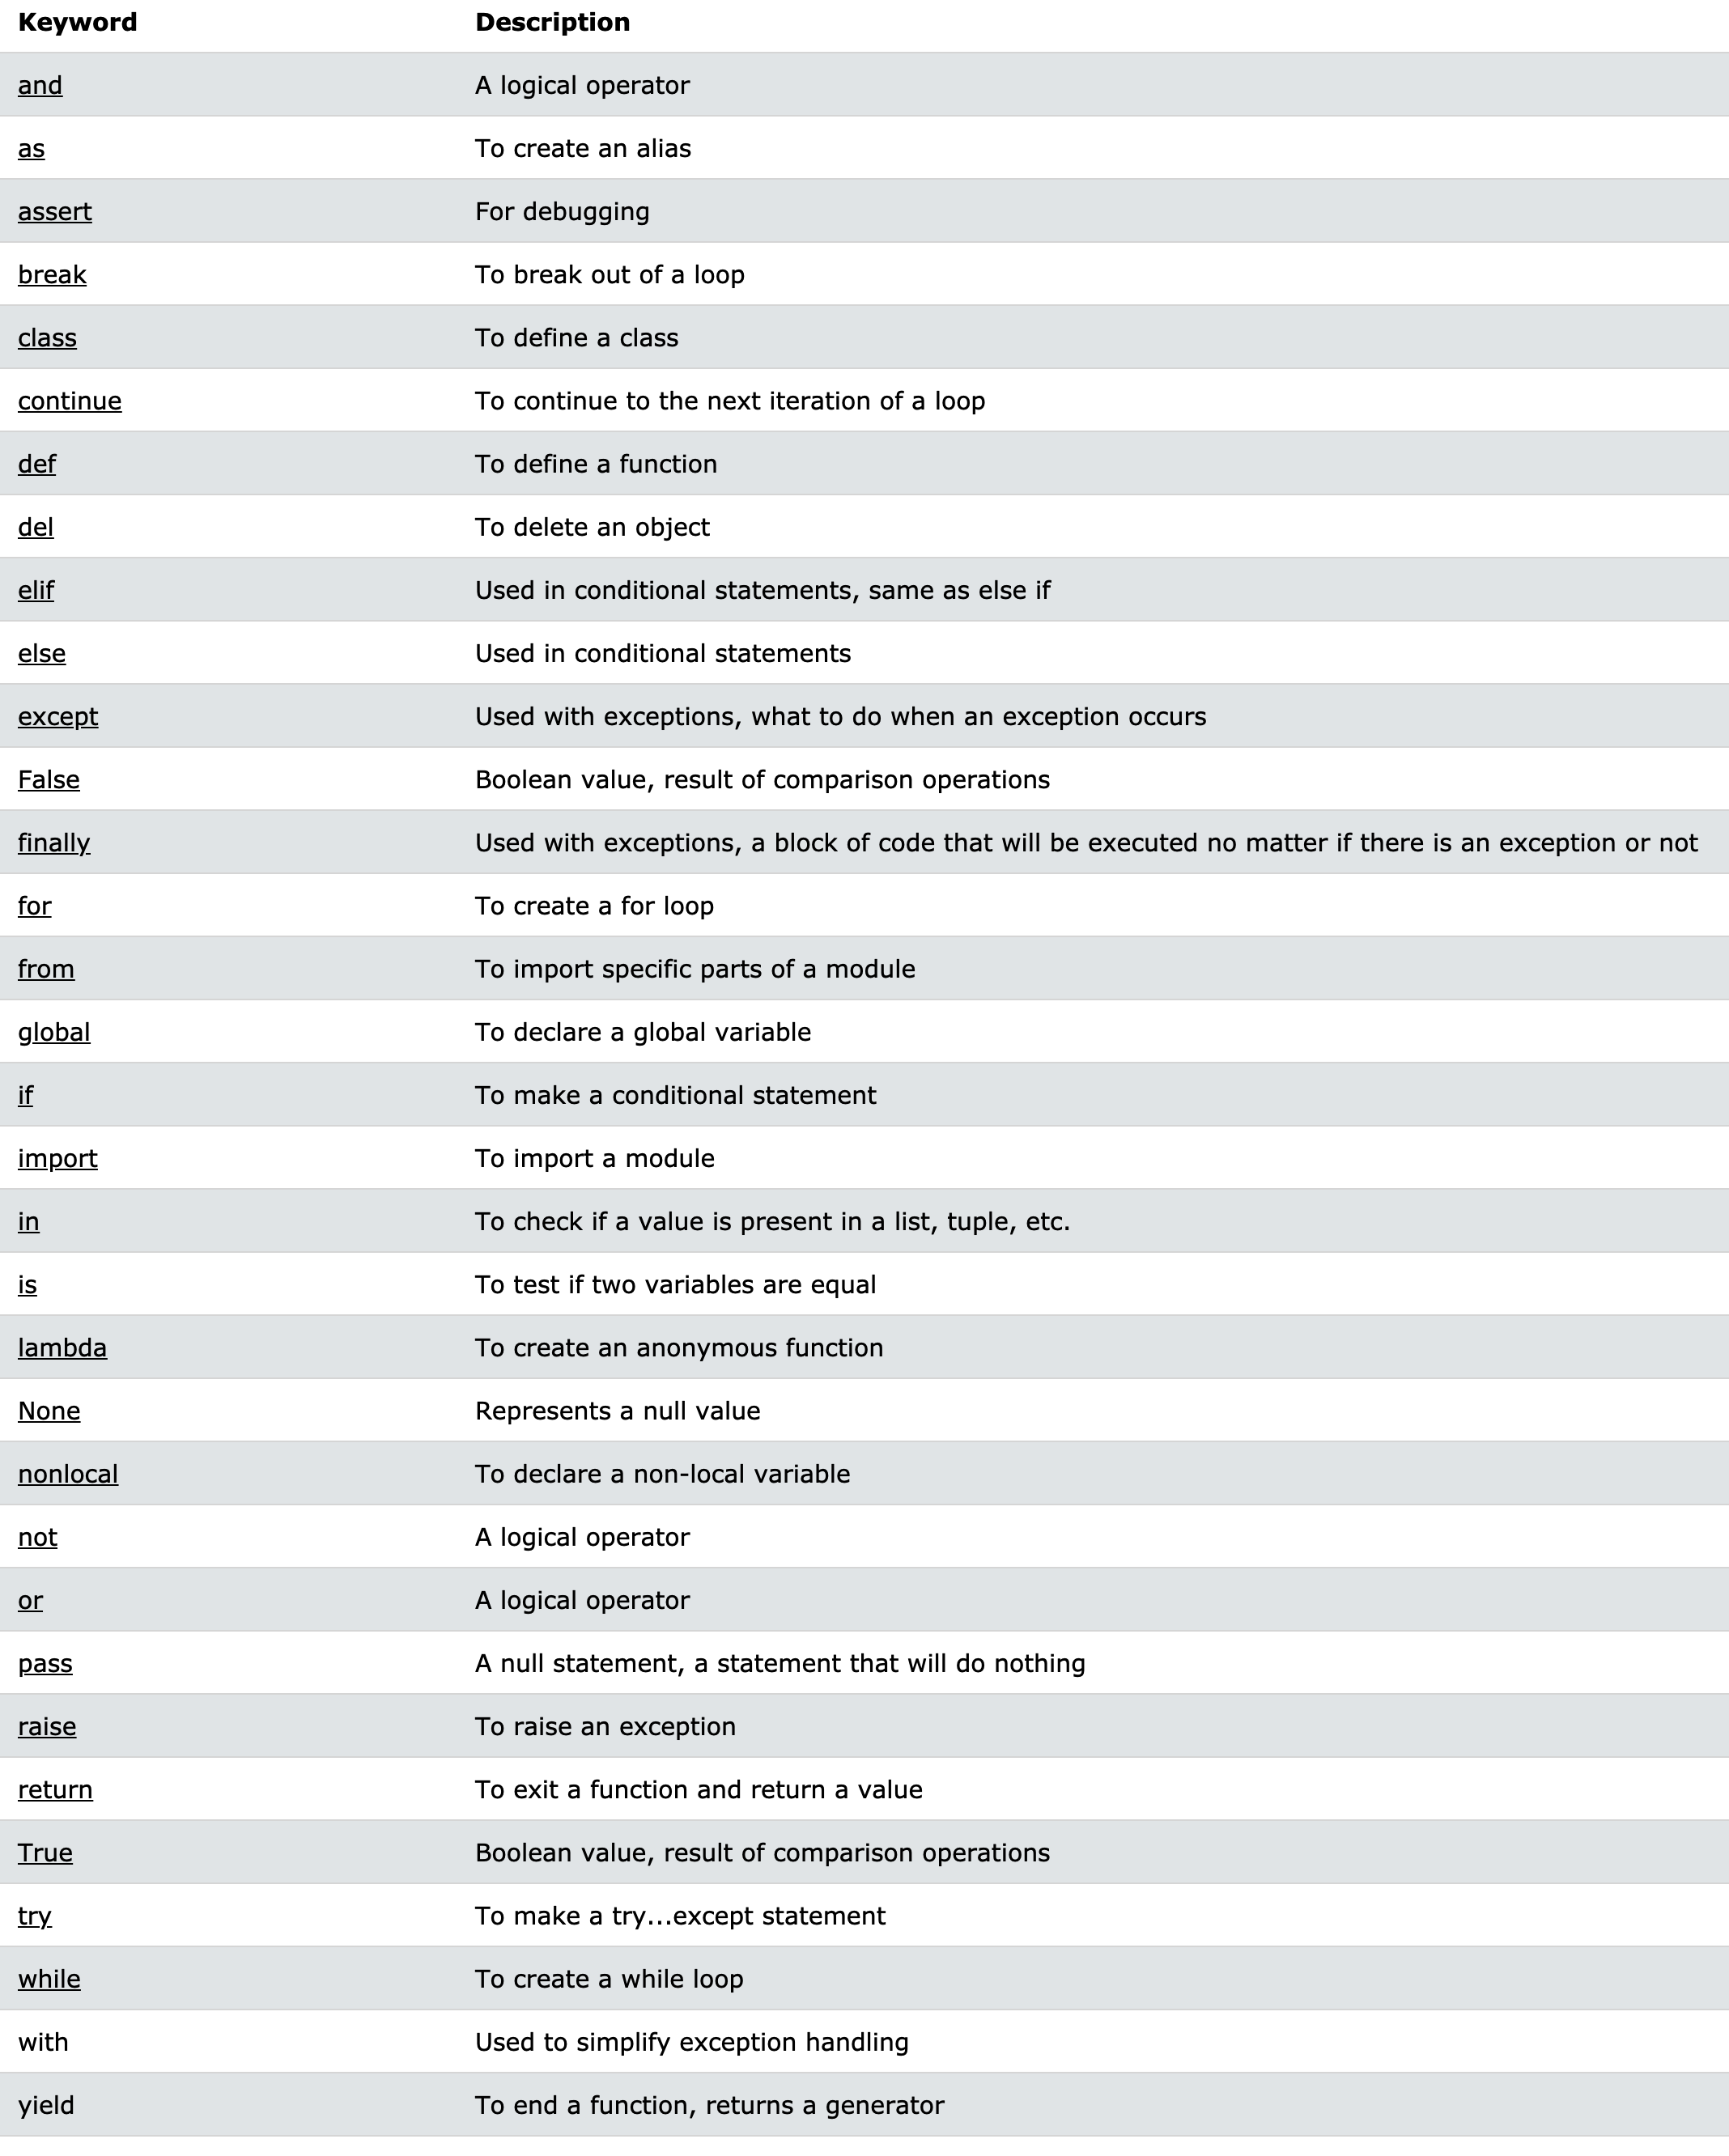 Keyword Description
and A logical operator
as To create an alias
assert For debugging
break To break out of a loop
class To define a class
continue To continue to the next iteration of a loop
def To define a function
del To delete an object
elif Used in conditional statements, same as else if
else Used in conditional statements
except Used with exceptions, what to do when an exception occurs
False Boolean value, result of comparison operations
finally Used with exceptions, a block of code that will be executed no matter if there is an exception or not
for To create a for loop
from To import specific parts of a module
global To declare a global variable
if To make a conditional statement
import To import a module
in To check if a value is present in a list, tuple, etc.
is To test if two variables are equal
lambda To create an anonymous function
None Represents a null value
nonlocal To declare a non-local variable
not A logical operator
or A logical operator
pass A null statement, a statement that will do nothing
raise To raise an exception
return To exit a function and return a value
True Boolean value, result of comparison operations
try To make a try...except statement
while To create a while loop
with Used to simplify exception handling
yield To end a function, returns a generator